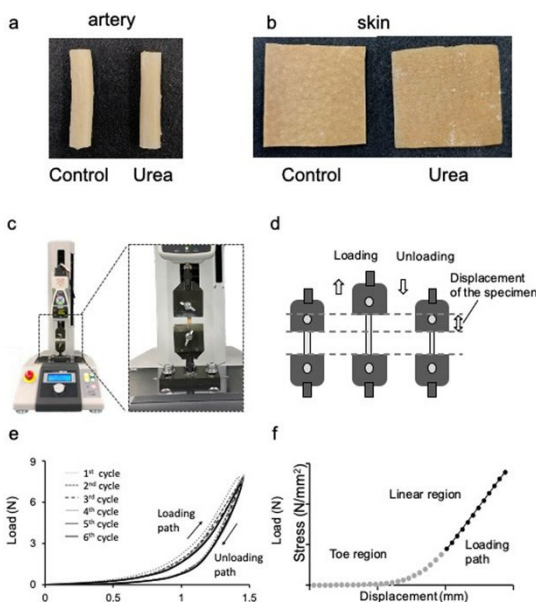 a
artery
Control
Urea
b
skin
Control
Urea
c
d
Loading
Unloading
Displacement
of the specimen
e
Load (N)
9
6
3
0
0
0.5
1
1.5
1st cycle
2nd cycle
3rd cycle
4th cycle
5th cycle
6th cycle
Loading
path
Unloading
path
f
Load (N)
Stress (N/mm²)
Linear region
Toe region
Loading
path
Displacement (mm)